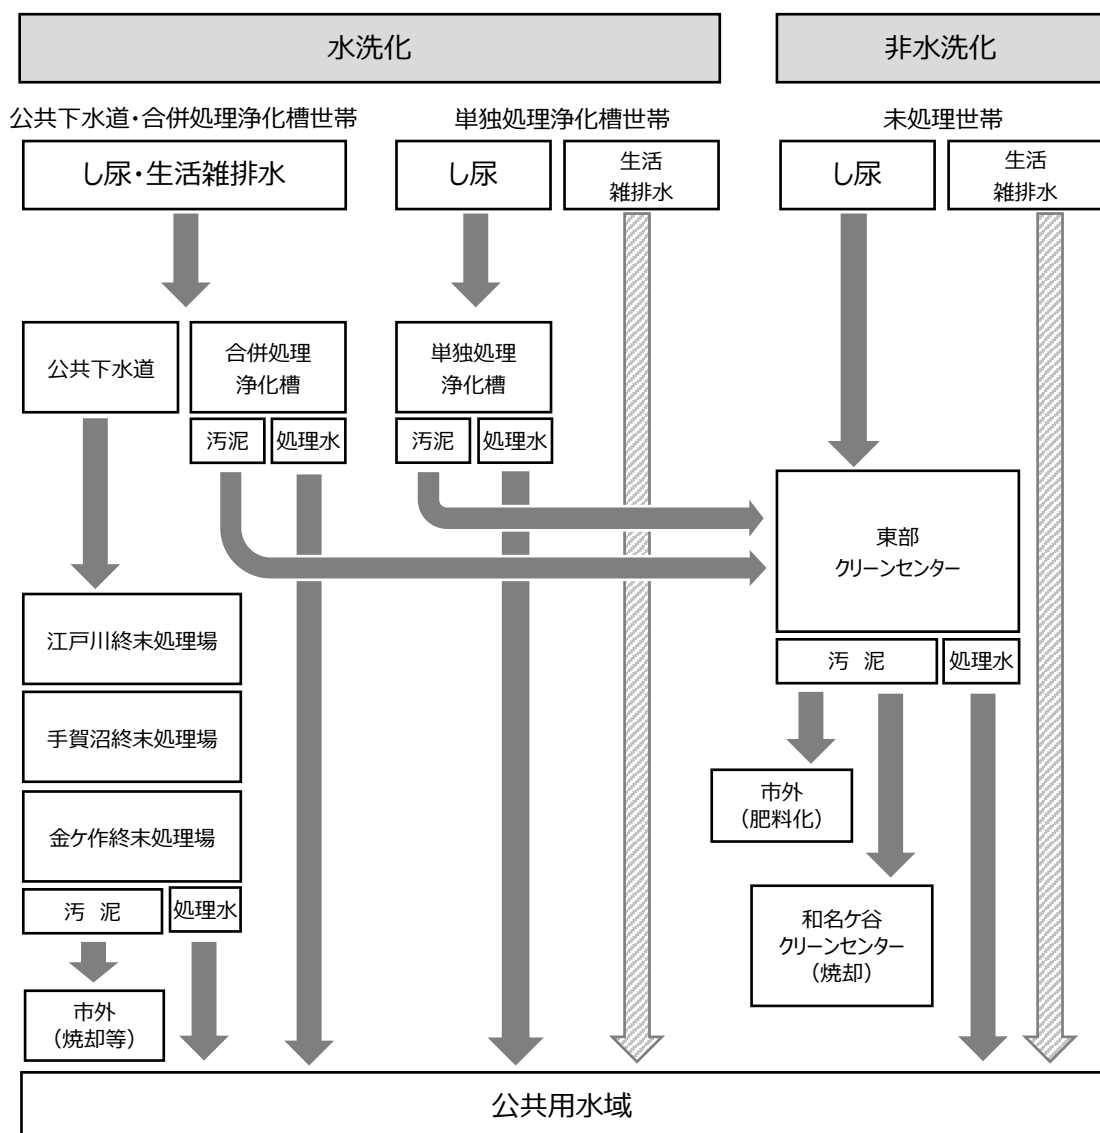 水洗化
非水洗化
公共下水道・合併処理浄化槽世帯
単独処理浄化槽世帯
未処理世帯
し尿・生活雑排水
し尿
生活
雑排水
し尿
生活
雑排水
公共下水道
合併処理
浄化槽
単独処理
浄化槽
汚泥
処理水
汚泥
処理水
東部
クリーンセンター
江戸川終末処理場
手賀沼終末処理場
金ケ作終末処理場
汚 泥
処理水
汚 泥
処理水
市外
（肥料化）
和名ケ谷
クリーンセンター
（焼却）
市外
（焼却等）
公共用水域